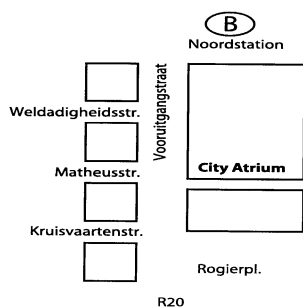 B
Noordstation
Vooruitgangstraat
Weldadigheidsstr.
City Atrium
Matheusstr.
Kruisvaartenstr.
Rogierpl.
R20